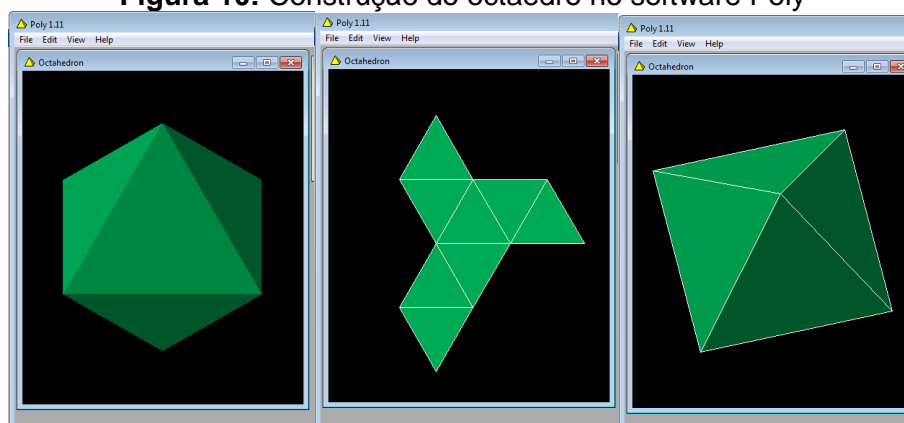 Figura 10: Construção do octaedro no software Poly
Poly 1.11
File Edit View Help
Octahedron
Poly 1.11
File Edit View Help
Octahedron
Poly 1.11
File Edit View Help
Octahedron